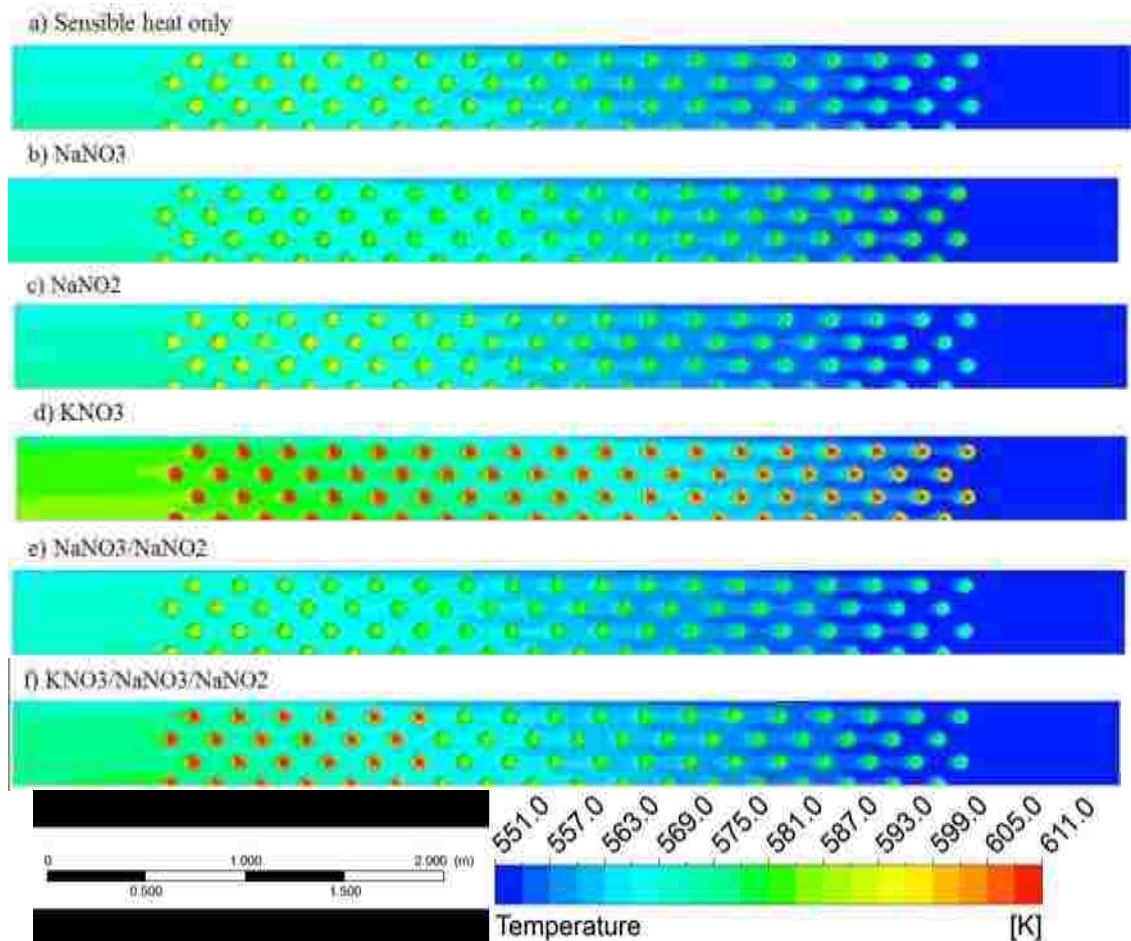 a) Sensible heat only
b) NaNO3
c) NaNO2
d) KNO3
e) NaNO3/NaNO2
f) KNO3/NaNO3/NaNO2
551.0 557.0 563.0 569.0 575.0 581.0 587.0 593.0 599.0 605.0 611.0
0 1.000 2.000 (m)
0.500 1.500
Temperature [K]